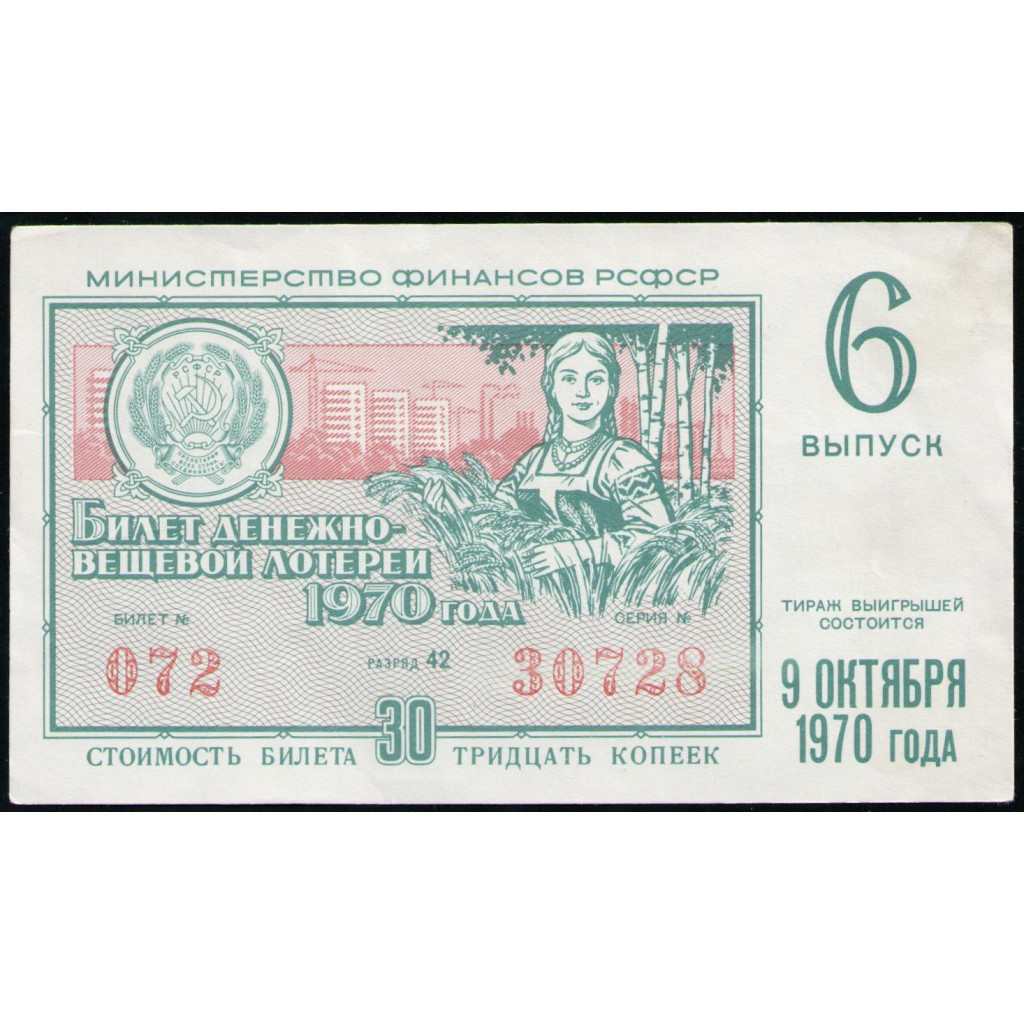 МИНИСТЕРСТВО ФИНАНСОВ РСФСР
РСФСР
БИЛЕТ ДЕНЕЖНО-
ВЕЩЕВОЙ ЛОТЕРЕИ
1970 ГОДА
БИЛЕТ №
СЕРИЯ №
072
РАЗРЯД 42
30728
СТОИМОСТЬ БИЛЕТА 30 ТРИДЦАТЬ КОПЕЕК
6
ВЫПУСК
ТИРАЖ ВЫИГРЫШЕЙ
СОСТОИТСЯ
9 ОКТЯБРЯ
1970 ГОДА